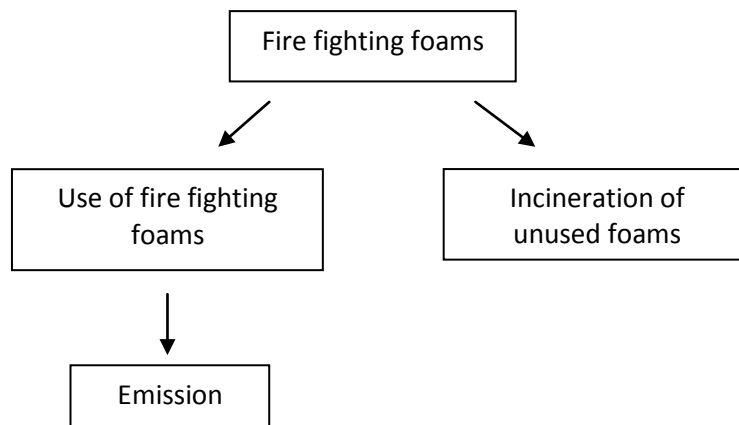 Fire fighting foams
Use of fire fighting
foams
Incineration of
unused foams
Emission